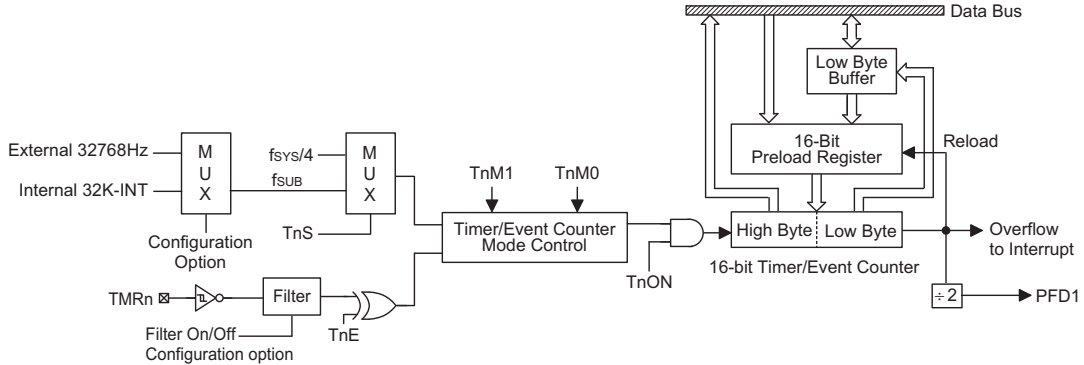 Data Bus
Low Byte
Buffer
16-Bit
Preload Register
Reload
External 32768Hz
Internal 32K-INT
M
U
X
fSYS/4
fSUB
M
U
X
TnS
Configuration
Option
TnM1
TnM0
Timer/Event Counter
Mode Control
TnON
High Byte
Low Byte
16-bit Timer/Event Counter
Overflow
to Interrupt
÷2
PFD1
TMRn
Filter
TnE
Filter On/Off
Configuration option